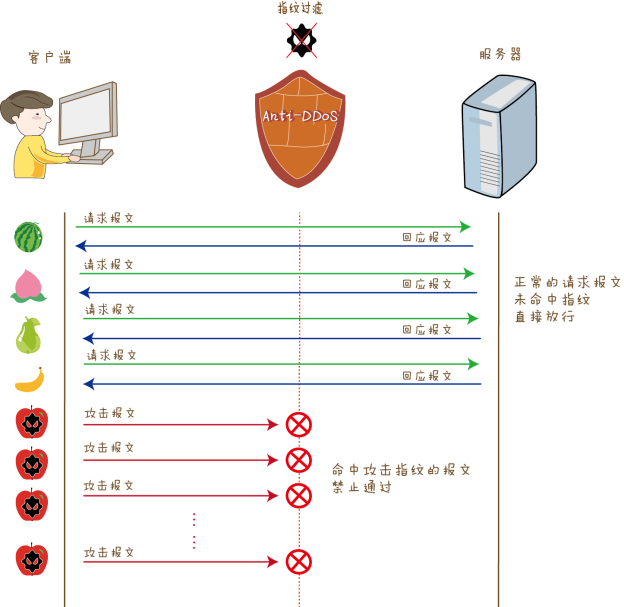 指纹过滤
客户端
服务器
Anti-DDoS
请求报文
回应报文
请求报文
回应报文
请求报文
回应报文
请求报文
回应报文
正常的请求报文
未命中指纹
直接放行
攻击报文
攻击报文
攻击报文
攻击报文
命中攻击指纹的报文
禁止通过